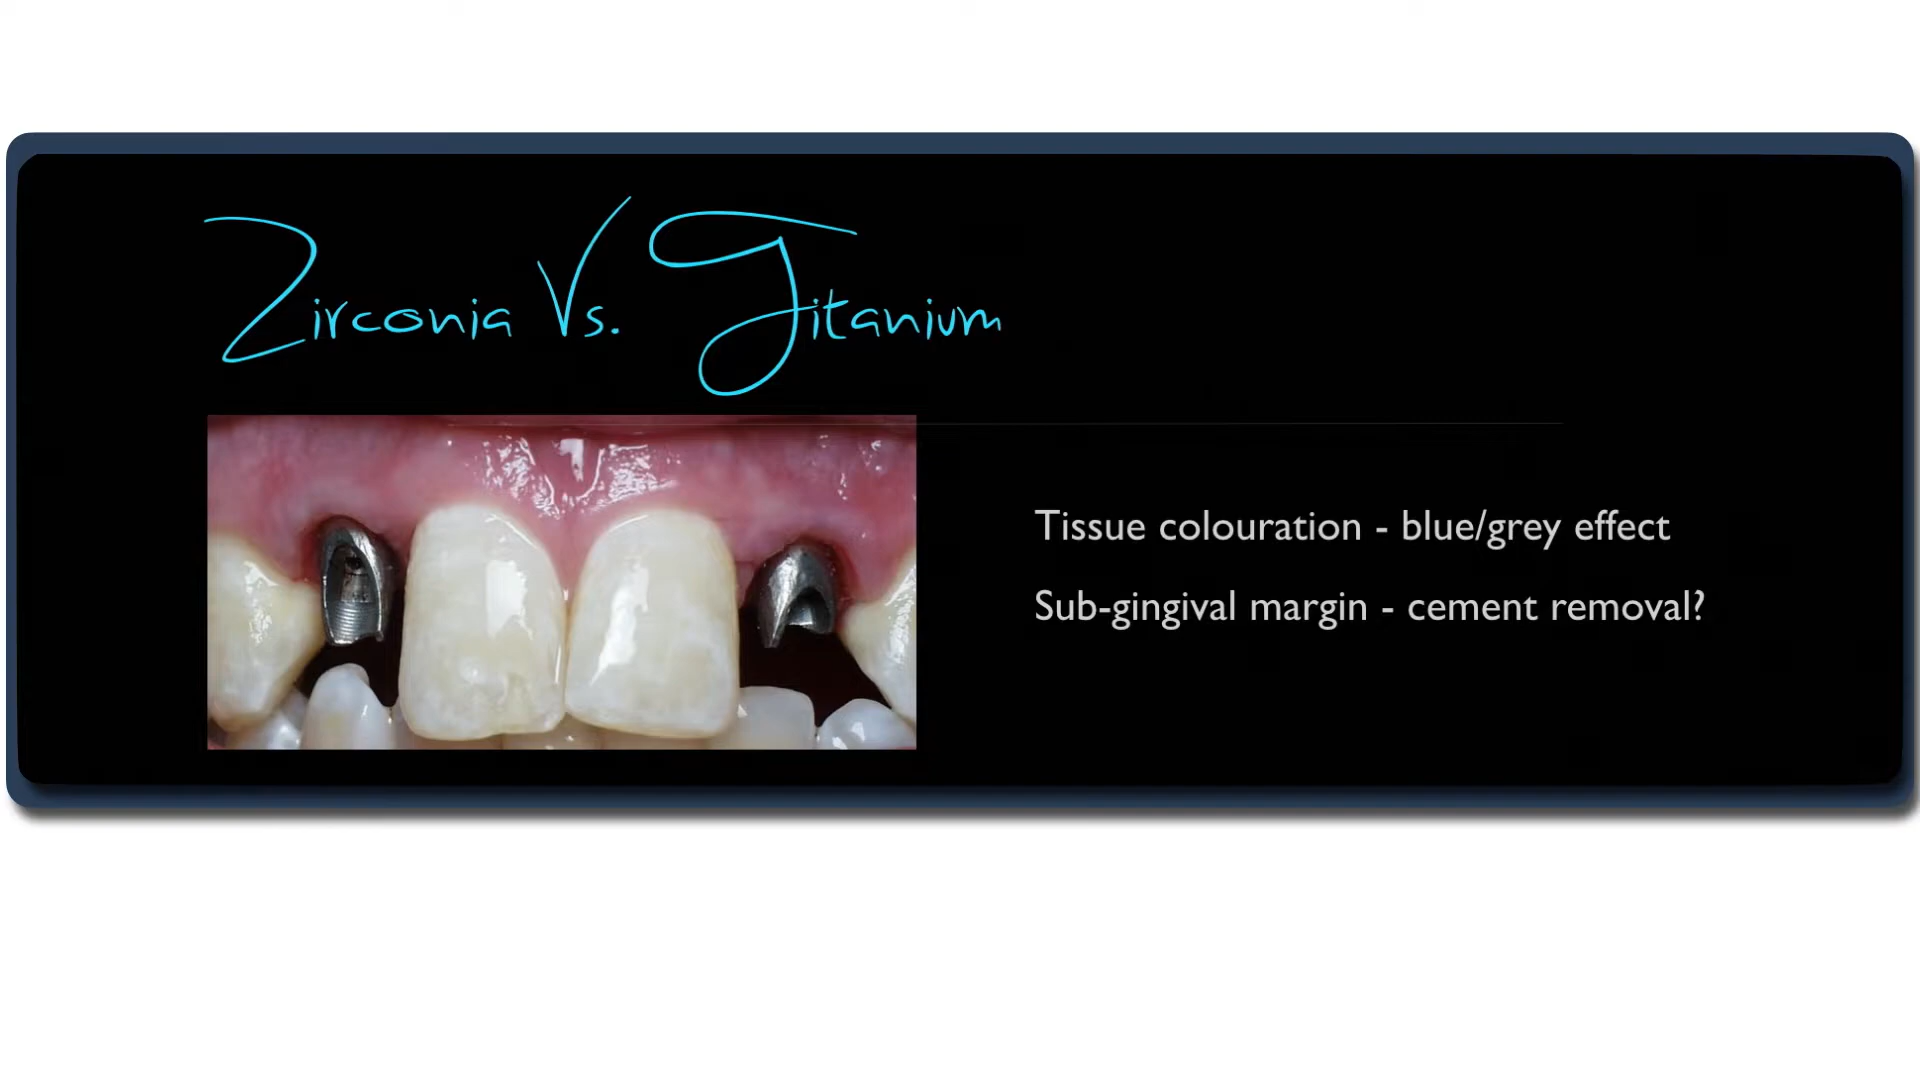 Zirconia Vs. Titanium
Tissue colouration - blue/grey effect
Sub-gingival margin - cement removal?